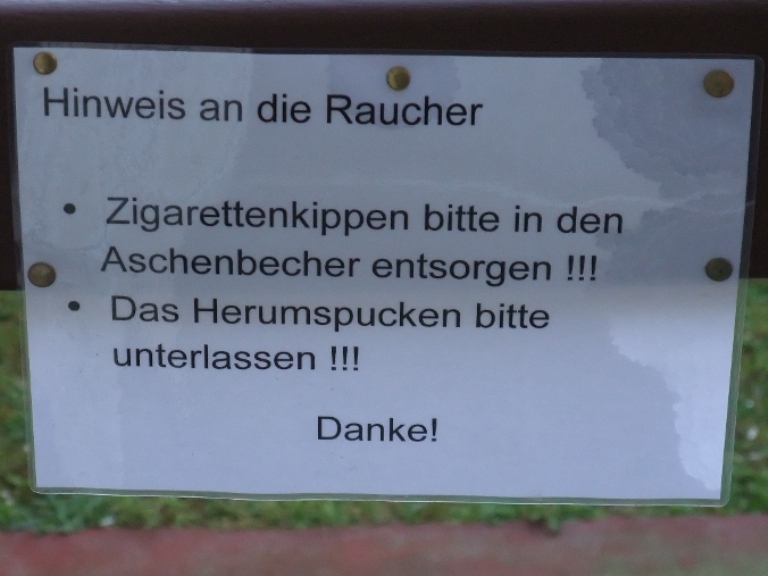 Hinweis an die Raucher
• Zigarettenkippen bitte in den
Aschenbecher entsorgen !!!
• Das Herumspucken bitte
unterlassen !!!
Danke!